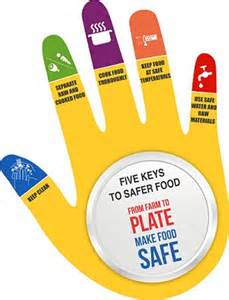 SEPARATE
RAW AND
COOKED FOOD
COOK FOOD
THOROUGHLY
KEEP FOOD
AT SAFE
TEMPERATURES
USE SAFE
WATER AND
RAW
MATERIALS
KEEP CLEAN
FIVE KEYS
TO SAFER FOOD
FROM FARM TO
PLATE
MAKE FOOD
SAFE